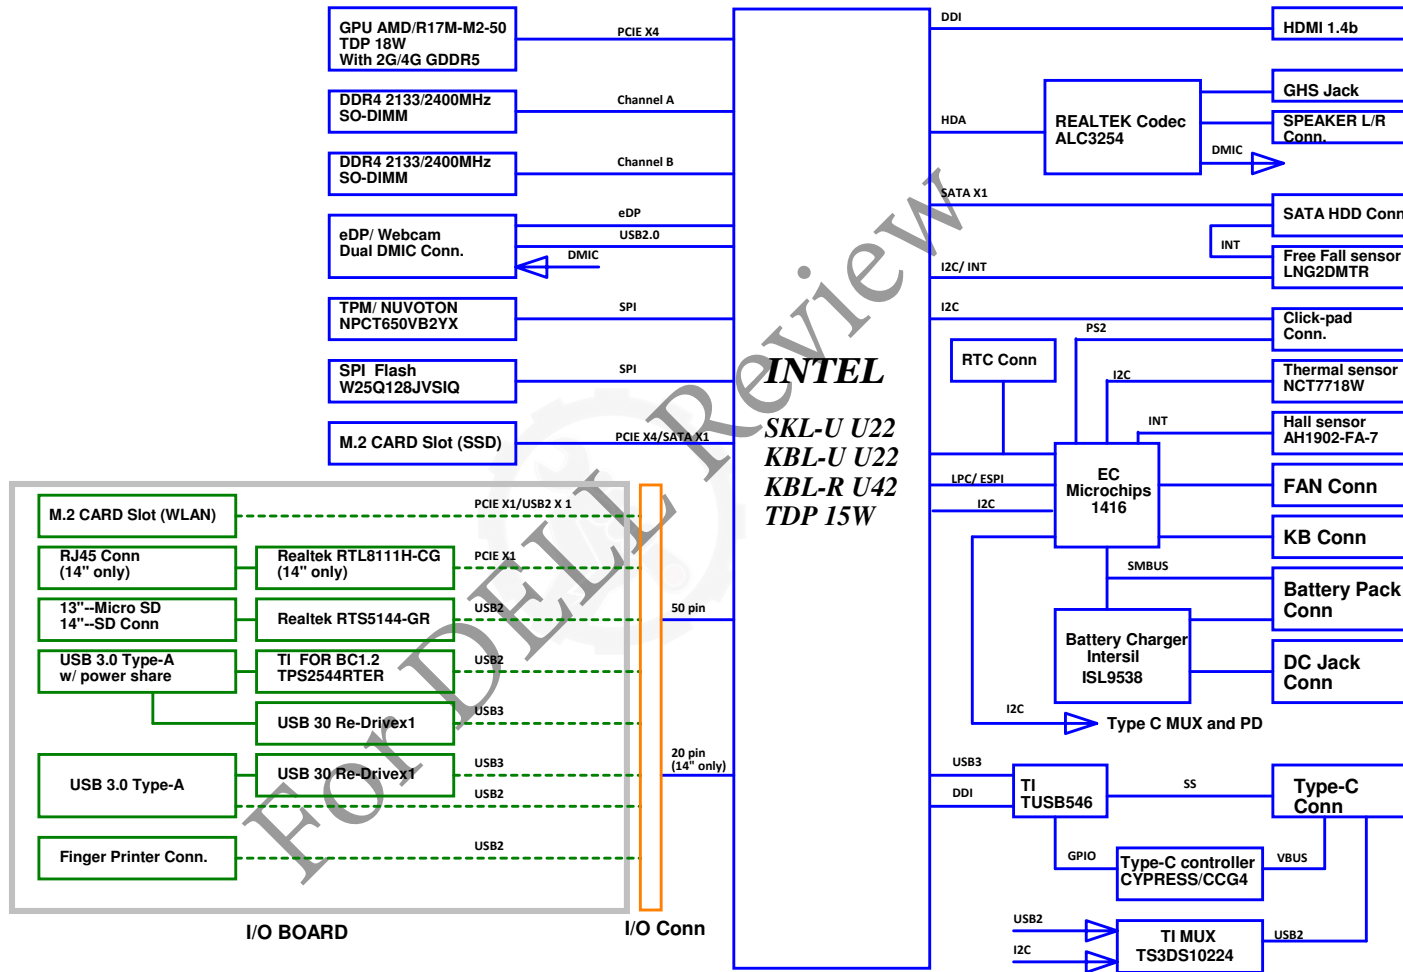 GPU AMD/R17M-M2-50
TDP 18W
With 2G/4G GDDR5
PCIE X4
DDR4 2133/2400MHz
SO-DIMM
Channel A
DDR4 2133/2400MHz
SO-DIMM
Channel B
eDP/ Webcam
Dual DMIC Conn.
eDP
USB2.0
DMIC
TPM/ NUVOTON
NPCT650VB2YX
SPI
SPI Flash
W25Q128JVSIQ
SPI
M.2 CARD Slot (SSD)
PCIE X4/SATA X1
M.2 CARD Slot (WLAN)
PCIE X1/USB2 X 1
RJ45 Conn
(14" only)
Realtek RTL8111H-CG
(14" only)
PCIE X1
13"--Micro SD
14"--SD Conn
Realtek RTS5144-GR
USB2
USB 3.0 Type-A
w/ power share
TI FOR BC1.2
TPS2544RTER
USB2
USB 30 Re-Drivex1
USB3
USB 3.0 Type-A
USB 30 Re-Drivex1
USB3
USB2
Finger Printer Conn.
USB2
I/O BOARD
I/O Conn
50 pin
20 pin
(14" only)
INTEL
SKL-U U22
KBL-U U22
KBL-R U42
TDP 15W
For DELL Review
DDI
HDMI 1.4b
HDA
REALTEK Codec
ALC3254
GHS Jack
SPEAKER L/R
Conn.
DMIC
SATA X1
SATA HDD Conn
INT
Free Fall sensor
LNG2DMTR
I2C/ INT
I2C
Click-pad
Conn.
PS2
RTC Conn
Thermal sensor
NCT7718W
I2C
Hall sensor
AH1902-FA-7
INT
EC
Microchips
1416
LPC/ ESPI
I2C
FAN Conn
KB Conn
SMBUS
Battery Pack
Conn
Battery Charger
Intersil
ISL9538
DC Jack
Conn
I2C
Type C MUX and PD
USB3
DDI
TI
TUSB546
SS
Type-C
Conn
GPIO
Type-C controller
CYPRESS/CCG4
VBUS
USB2
I2C
TI MUX
TS3DS10224
USB2